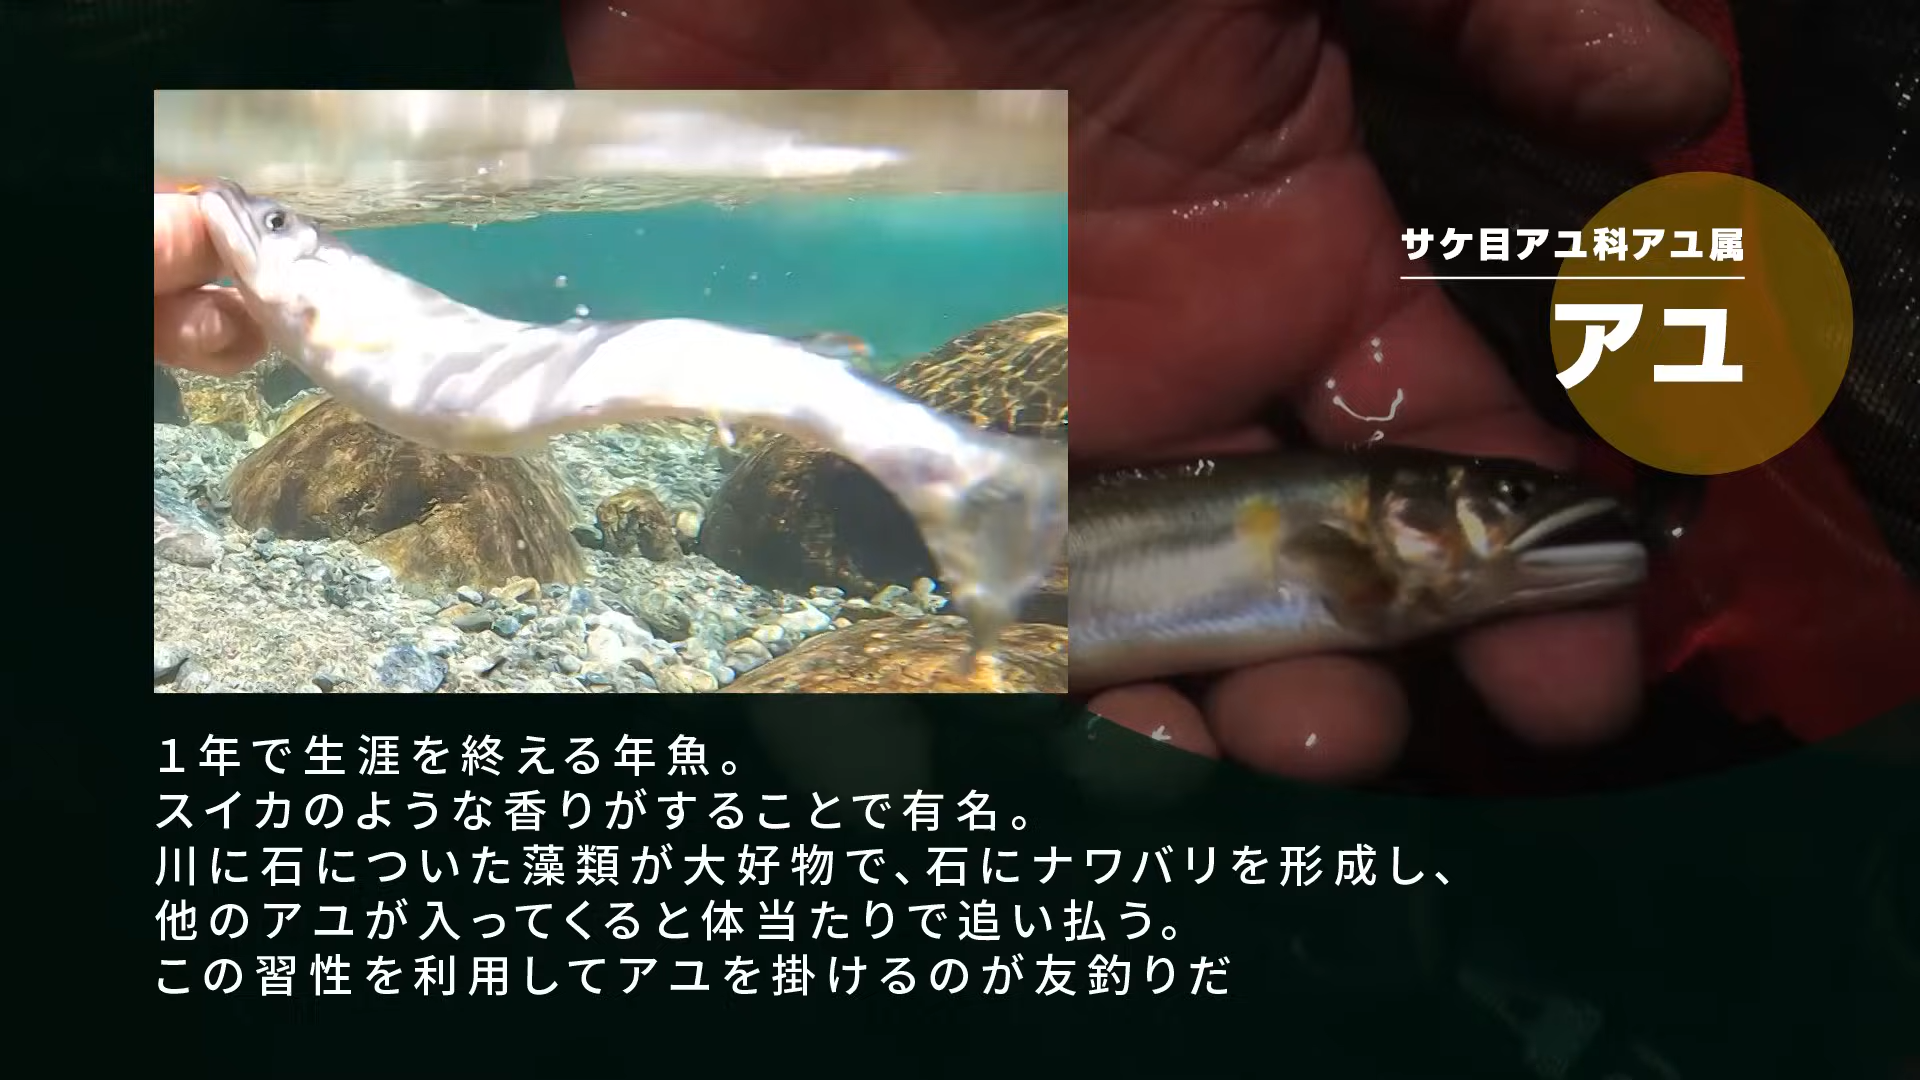 サケ目アユ科アユ属
アユ
1年で生涯を終える年魚。
スイカのような香りがすることで有名。
川に石についた藻類が大好物で、石にナワバリを形成し、
他のアユが入ってくると体当たりで追い払う。
この習性を利用してアユを掛けるのが友釣りだ